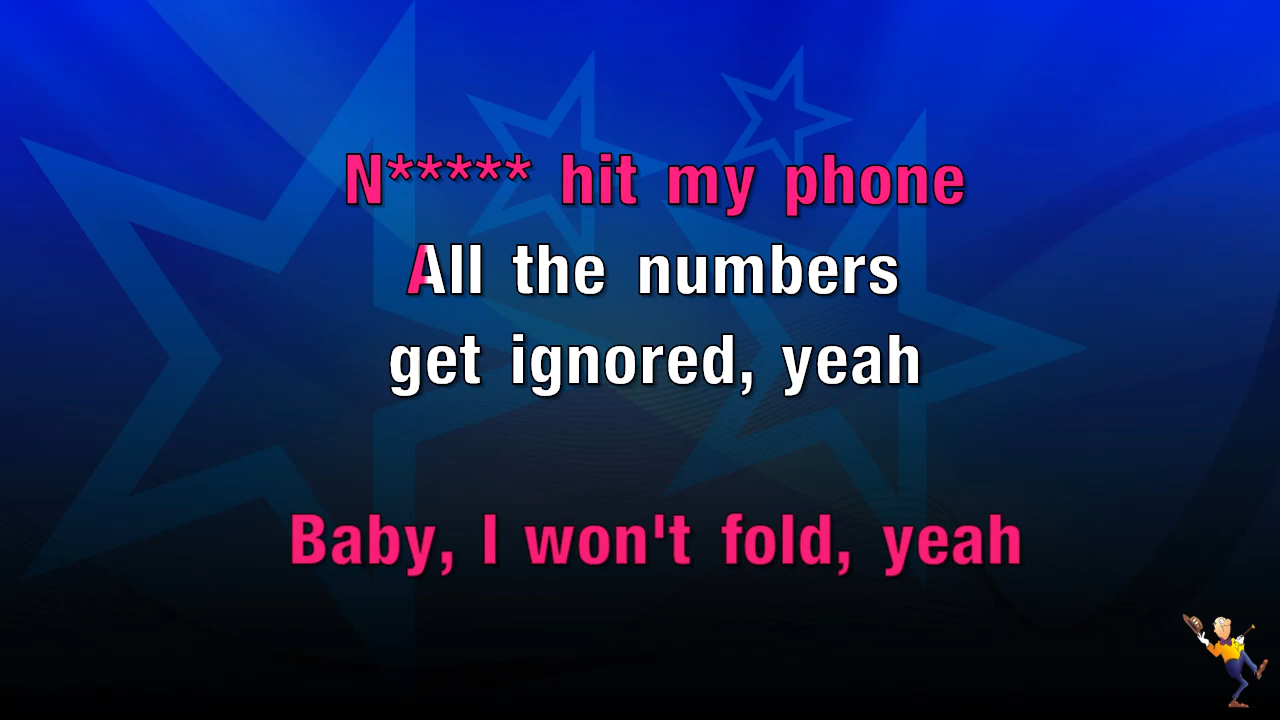 N***** hit my phone
All the numbers
get ignored, yeah
Baby, I won't fold, yeah